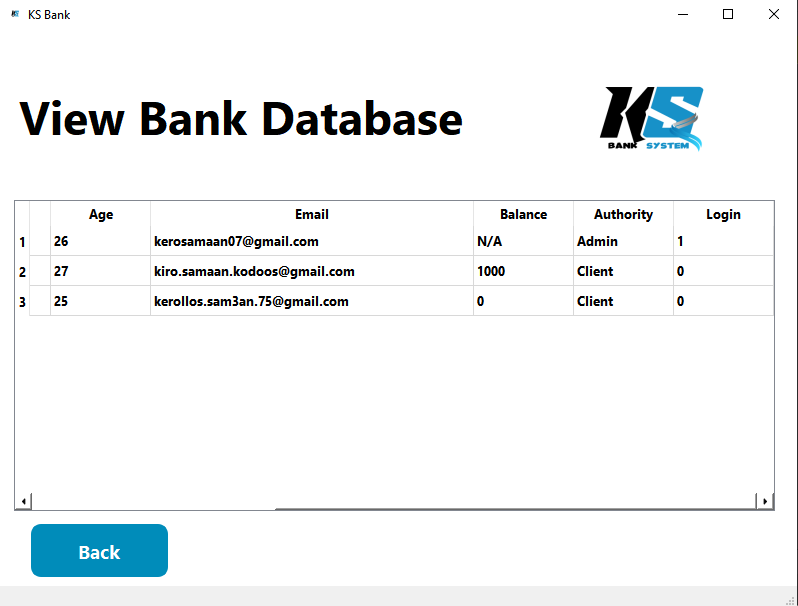 KS Bank
View Bank Database
KS
BANK SYSTEM
Age Email Balance Authority Login
1 26 kerosamaan07@gmail.com N/A Admin 1
2 27 kiro.samaan.kodoos@gmail.com 1000 Client 0
3 25 kerollos.sam3an.75@gmail.com 0 Client 0
Back